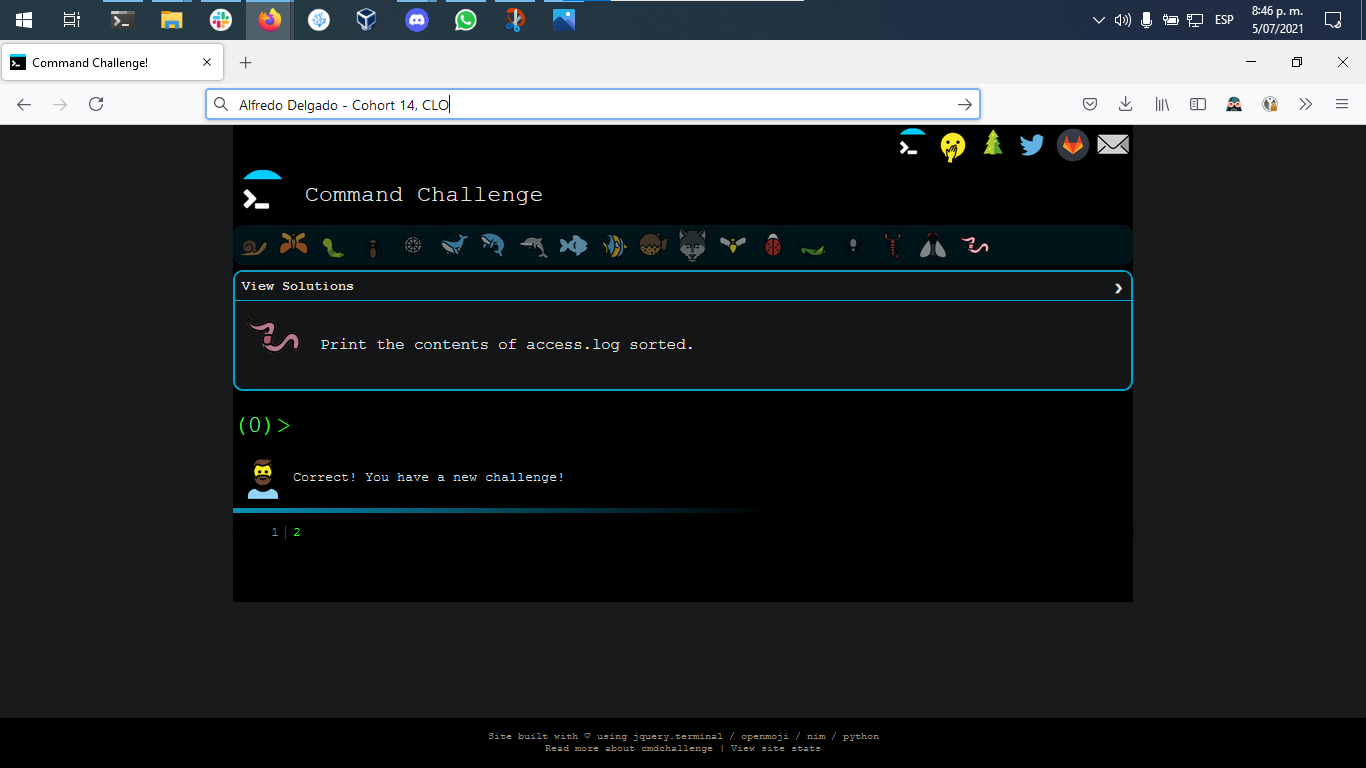 ESP
8:46 p. m.
5/07/2021
Command Challenge!
Alfredo Delgado - Cohort 14, CLO
Command Challenge
View Solutions
Print the contents of access.log sorted.
(0)>
Correct! You have a new challenge!
1 | 2
Site built with ♡ using jquery.terminal / openmoji / nim / python
Read more about cmdchallenge | View site stats